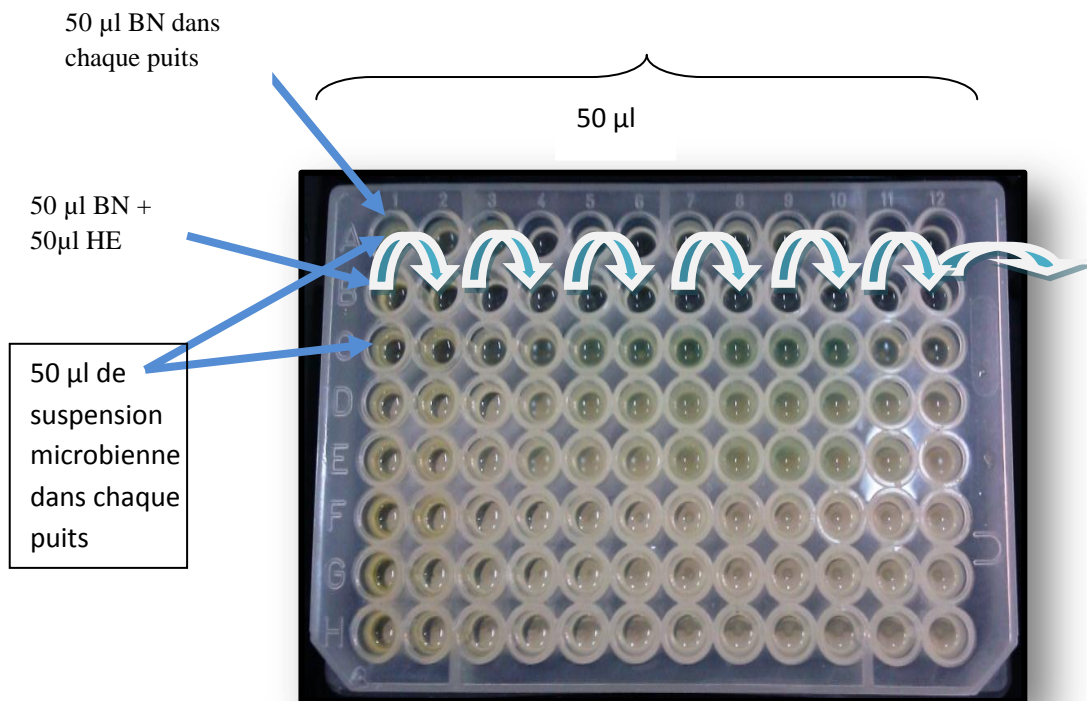 50 µl BN dans
chaque puits
50 µl
50 µl BN +
50µl HE
50 µl de
suspension
microbienne
dans chaque
puits
1 2 3 4 5 6 7 8 9 10 11 12
A
B
C
D
E
F
G
H